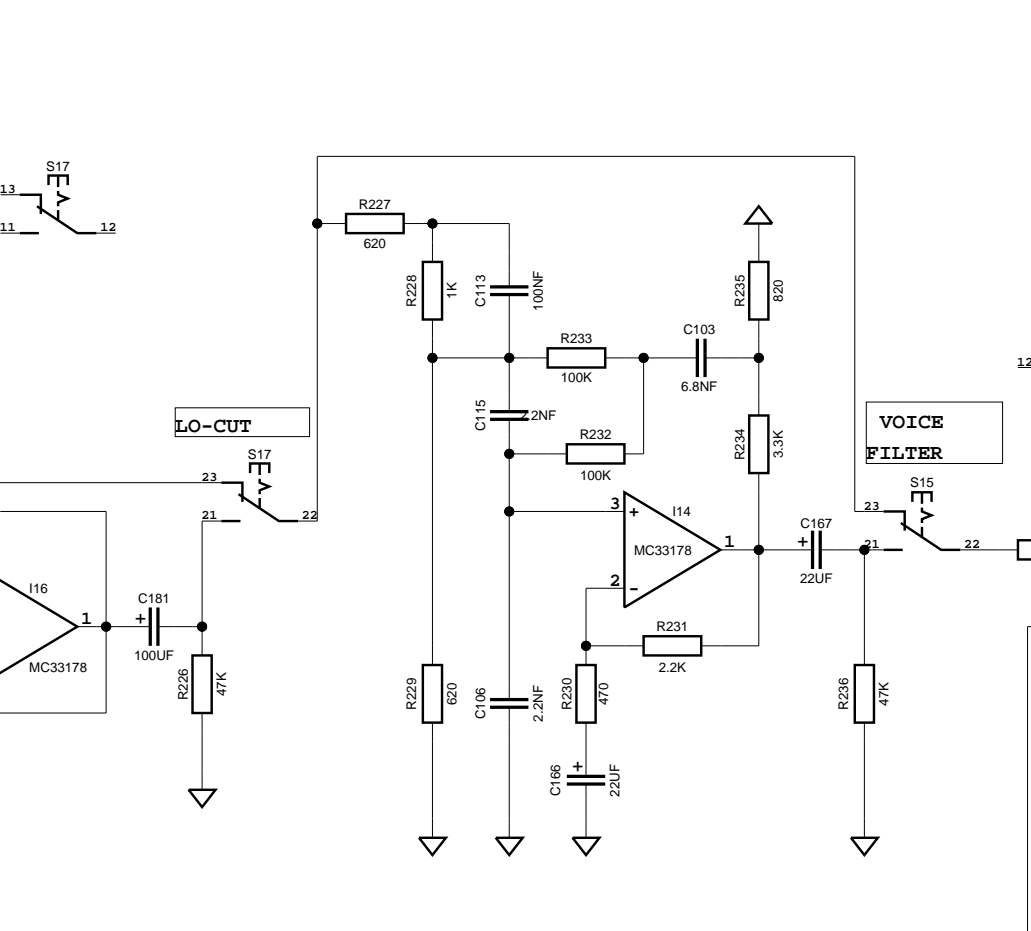 S17
13
11
12
R227
620
R228
1K
C113
100NF
R235
820
R233
100K
C103
6.8NF
12
C115
2.2NF
R232
100K
R234
3.3K
LO-CUT
VOICE
FILTER
S17
23
21
22
S15
23
21
22
3
+
I14
MC33178
1
2
-
C167
+
22UF
I16
1
MC33178
C181
+
100UF
R226
47K
R231
2.2K
R229
620
C106
2.2NF
R230
470
R236
47K
C166
+
22UF